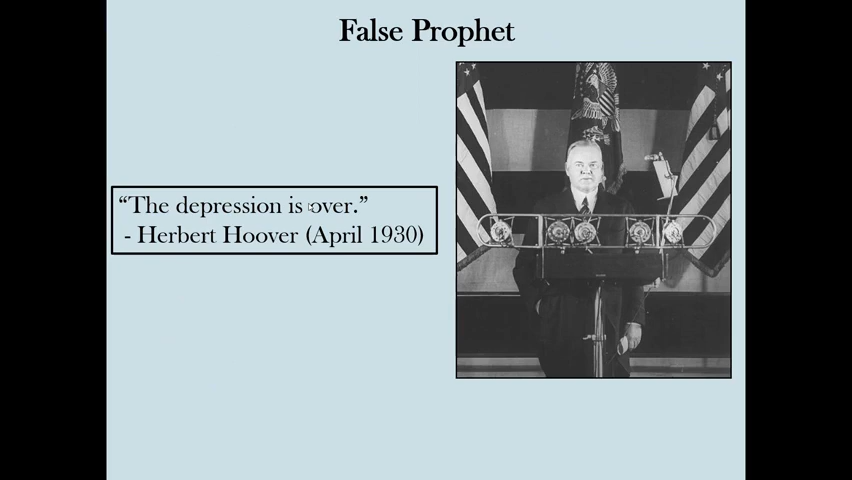 False Prophet
“The depression is over.”
- Herbert Hoover (April 1930)